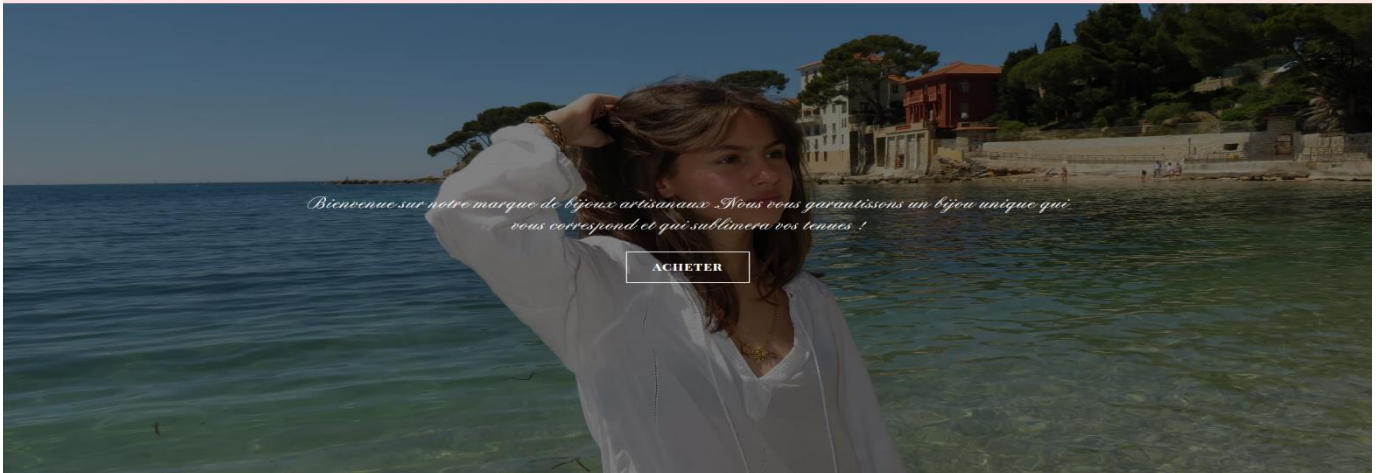 Bienvenue sur notre marque de bijoux artisanaux .Nous vous garantissons un bijou unique qui
vous correspond et qui sublimera vos tenues !
ACHETER